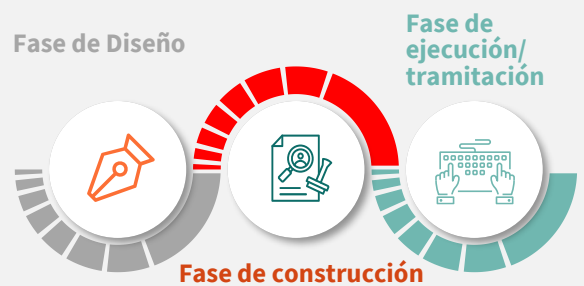 Fase de Diseño
Fase de
ejecución/
tramitación
Fase de construcción